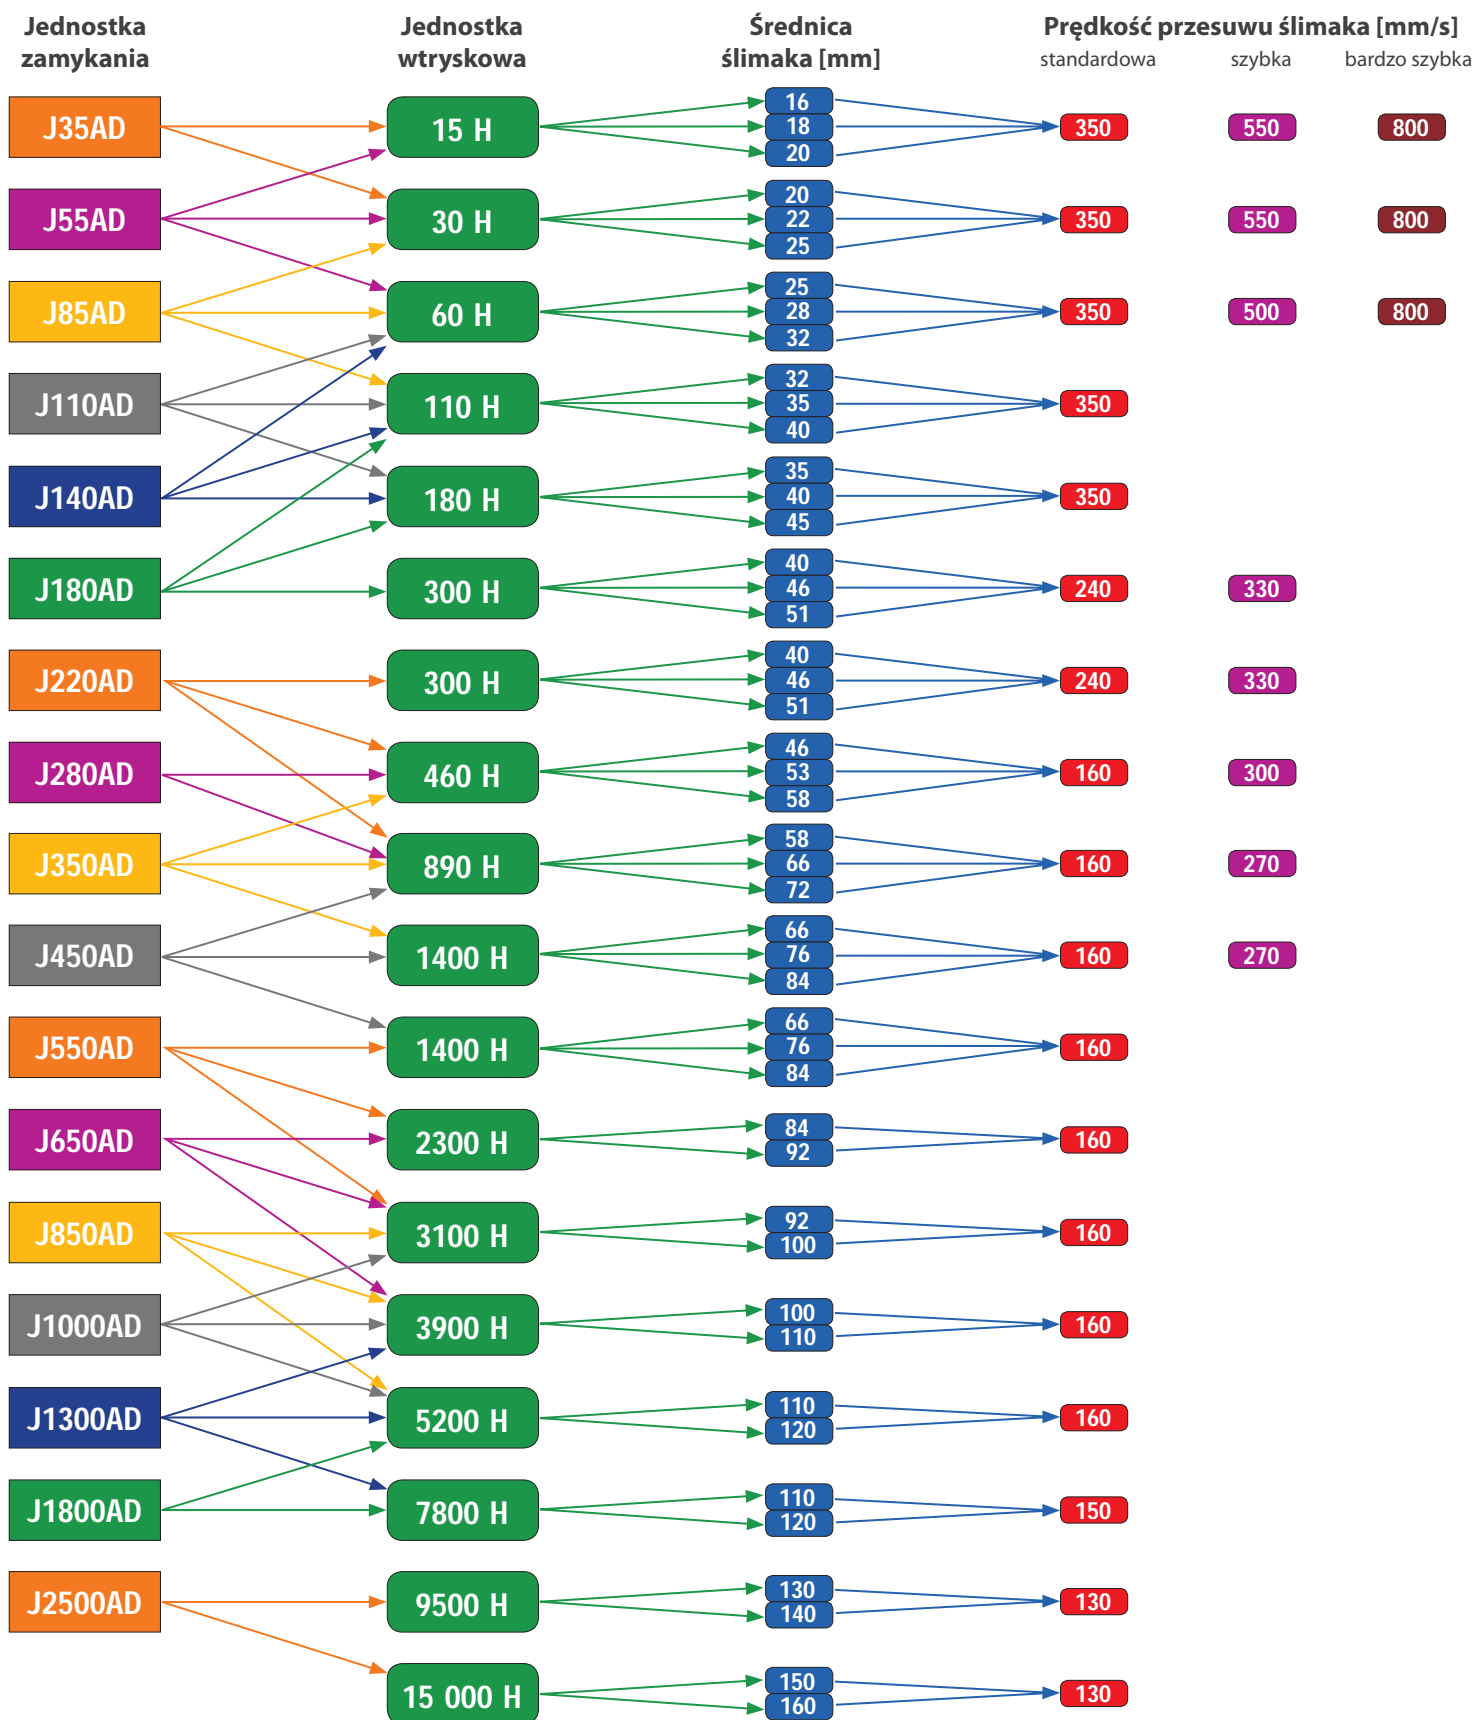 Jednostka zamykania
Jednostka wtryskowa
Średnica ślimaka [mm]
Prędkość przesuwu ślimaka [mm/s]
standardowa szybka bardzo szybka
J35AD 15 H 16 18 20 350 550 800
J55AD 30 H 20 22 25 350 550 800
J85AD 60 H 25 28 32 350 500 800
J110AD 110 H 32 35 40 350
J140AD 180 H 35 40 45 350
J180AD 300 H 40 46 51 240 330
J220AD 300 H 40 46 51 240 330
J280AD 460 H 46 53 58 160 300
J350AD 890 H 58 66 72 160 270
J450AD 1400 H 66 76 84 160 270
J550AD 1400 H 66 76 84 160
J650AD 2300 H 84 92 160
J850AD 3100 H 92 100 160
J1000AD 3900 H 100 110 160
J1300AD 5200 H 110 120 160
J1800AD 7800 H 110 120 150
J2500AD 9500 H 130 140 130
15 000 H 150 160 130